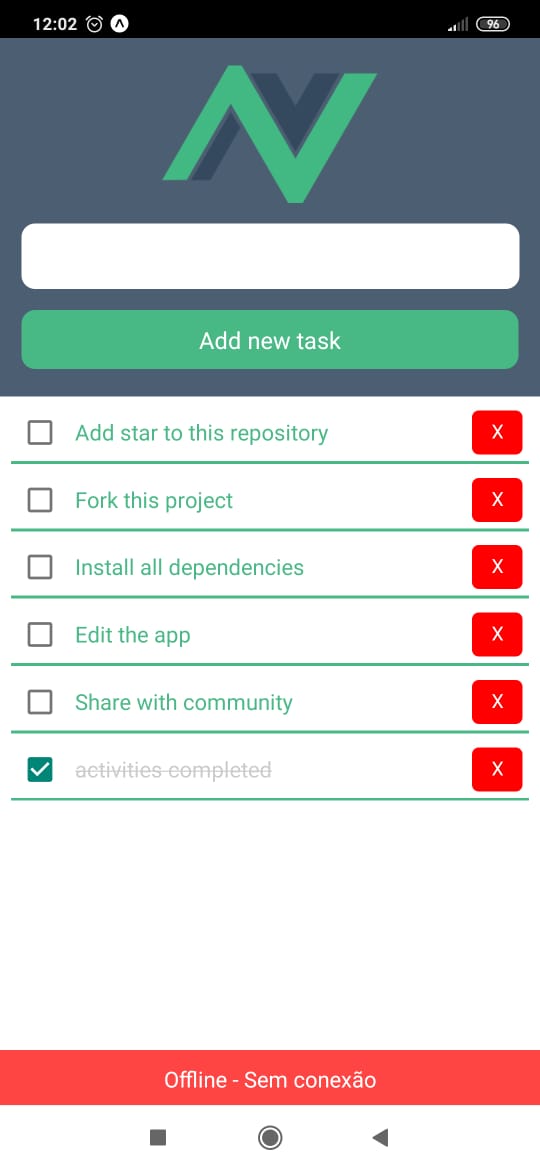 12:02
96
Add new task
Add star to this repository X
Fork this project X
Install all dependencies X
Edit the app X
Share with community X
activities completed X
Offline - Sem conexão